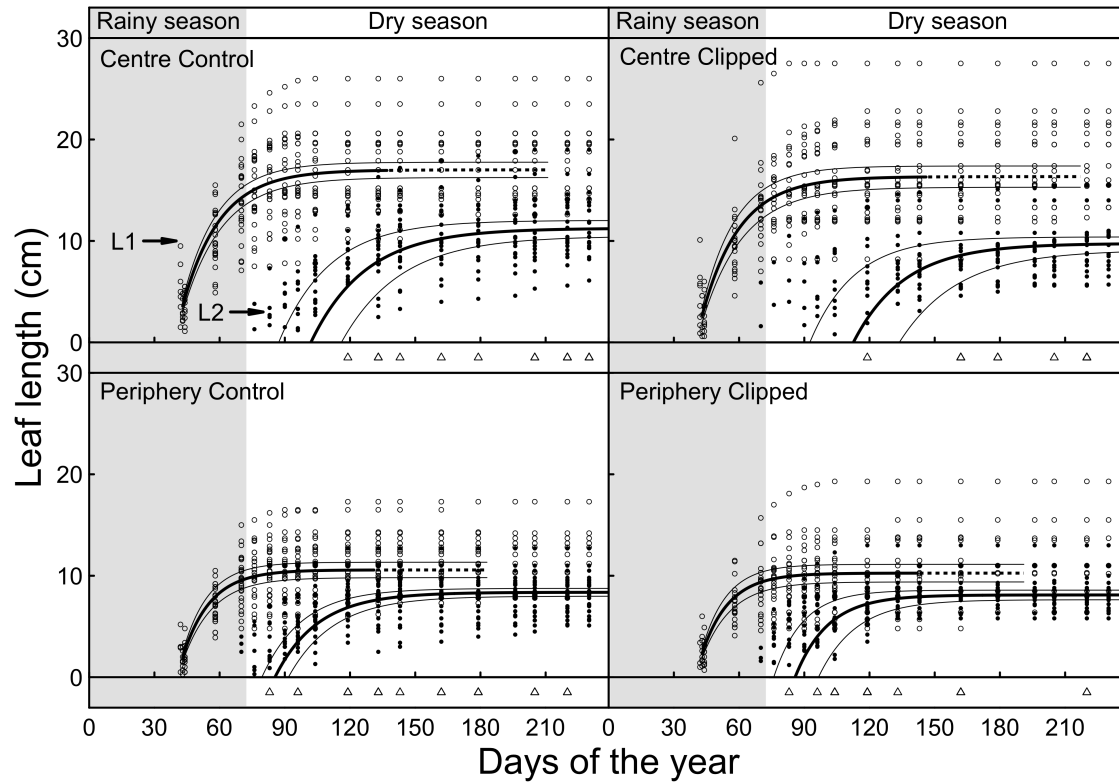 Rainy season Dry season Rainy season Dry season
30
Centre Control Centre Clipped
20
L1
10
L2
0
30
Periphery Control Periphery Clipped
20
10
0
0 30 60 90 120 150 180 210 0 30 60 90 120 150 180 210
Leaf length (cm)
Days of the year